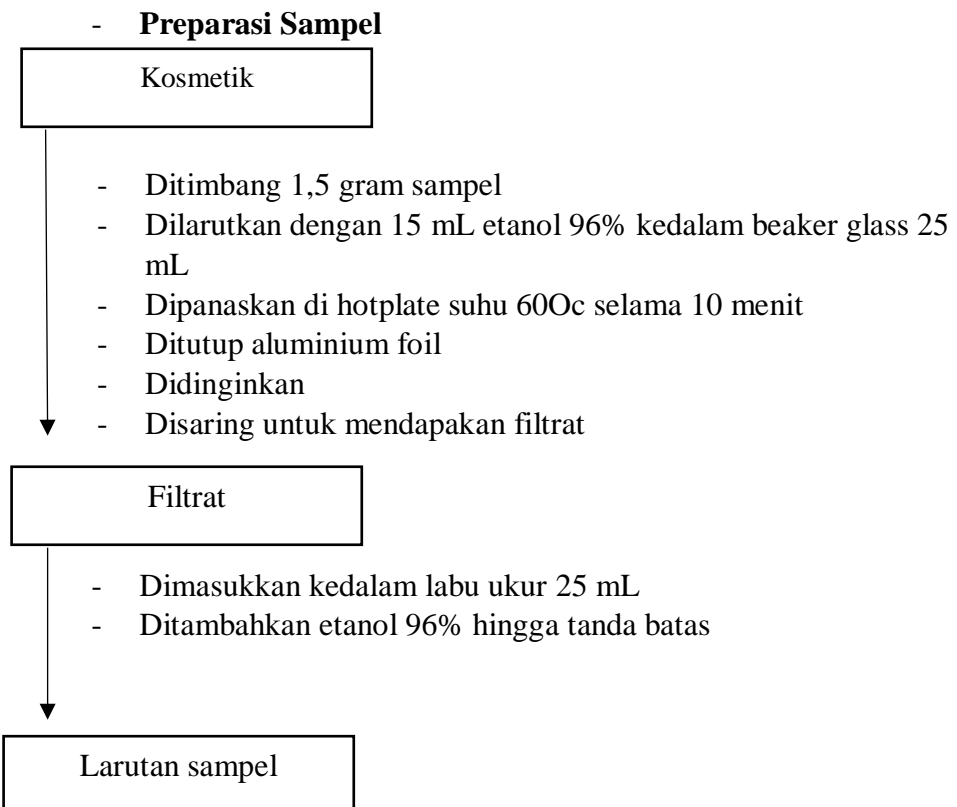 - Preparasi Sampel
Kosmetik
- Ditimbang 1,5 gram sampel
- Dilarutkan dengan 15 mL etanol 96% kedalam beaker glass 25
mL
- Dipanaskan di hotplate suhu 60Oc selama 10 menit
- Ditutup aluminium foil
- Didinginkan
- Disaring untuk mendapakan filtrat
Filtrat
- Dimasukkan kedalam labu ukur 25 mL
- Ditambahkan etanol 96% hingga tanda batas
Larutan sampel